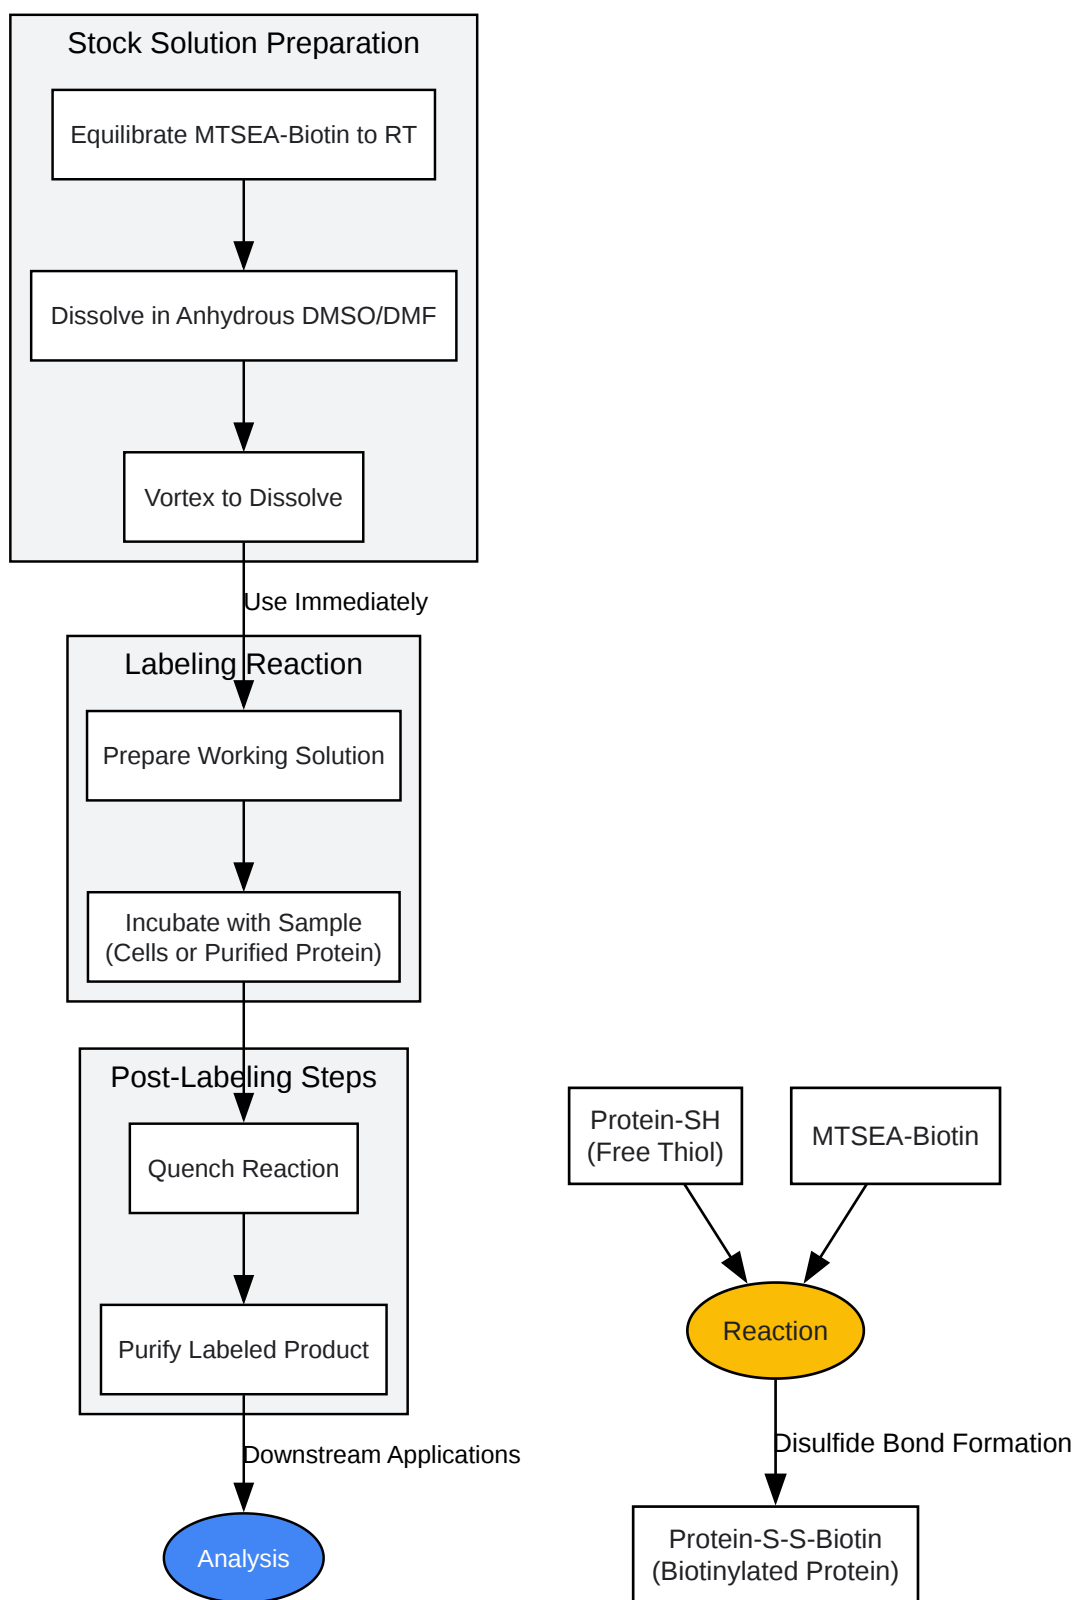 Stock Solution Preparation
Equilibrate MTSEA-Biotin to RT
Dissolve in Anhydrous DMSO/DMF
Vortex to Dissolve
Use Immediately
Labeling Reaction
Prepare Working Solution
Incubate with Sample
(Cells or Purified Protein)
Post-Labeling Steps
Quench Reaction
Purify Labeled Product
Downstream Applications
Analysis
Protein-SH
(Free Thiol)
MTSEA-Biotin
Reaction
Disulfide Bond Formation
Protein-S-S-Biotin
(Biotinylated Protein)